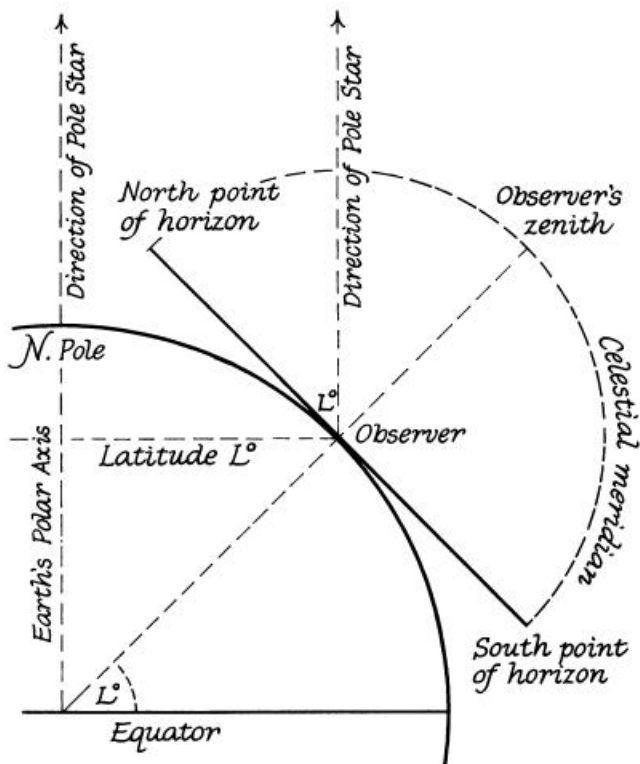 Direction of Pole Star
Direction of Pole Star
North point
of horizon
Observer's
zenith
N. Pole
L°
Observer
Celestial meridian
Latitude L°
Earth's Polar Axis
South point
of horizon
L°
Equator